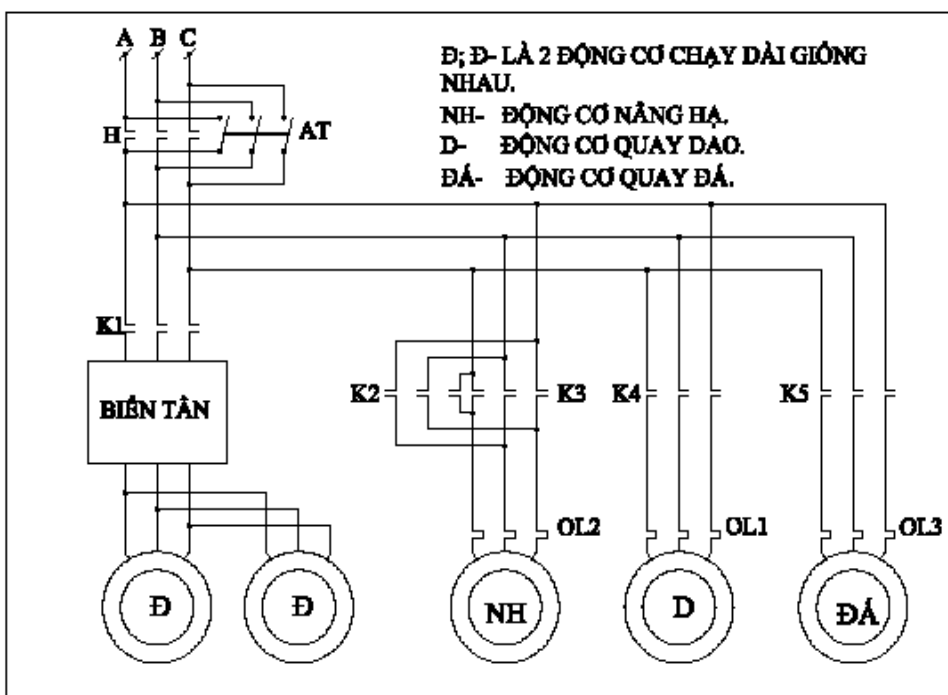 A B C
H
AT
Đ; Đ- LÀ 2 ĐỘNG CƠ CHẠY DÀI GIỐNG
NHAU.
NH- ĐỘNG CƠ NÂNG HẠ.
D- ĐỘNG CƠ QUAY DAO.
ĐÁ- ĐỘNG CƠ QUAY ĐÁ.
K1
BIẾN TẦN
K2
K3
K4
K5
OL2
OL1
OL3
Đ
Đ
NH
D
ĐÁ